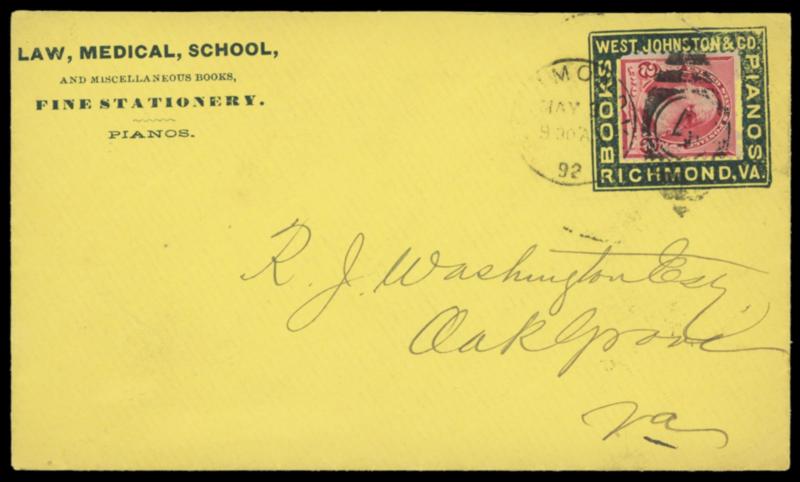 LAW, MEDICAL, SCHOOL,
AND MISCELLANEOUS BOOKS,
FINE STATIONERY.
PIANOS.
WEST, JOHNSTON & CO.
BOOKS
PIANOS
RICHMOND, VA.
MAY
92
R. J. Washington Esq
Oak Grove
Va